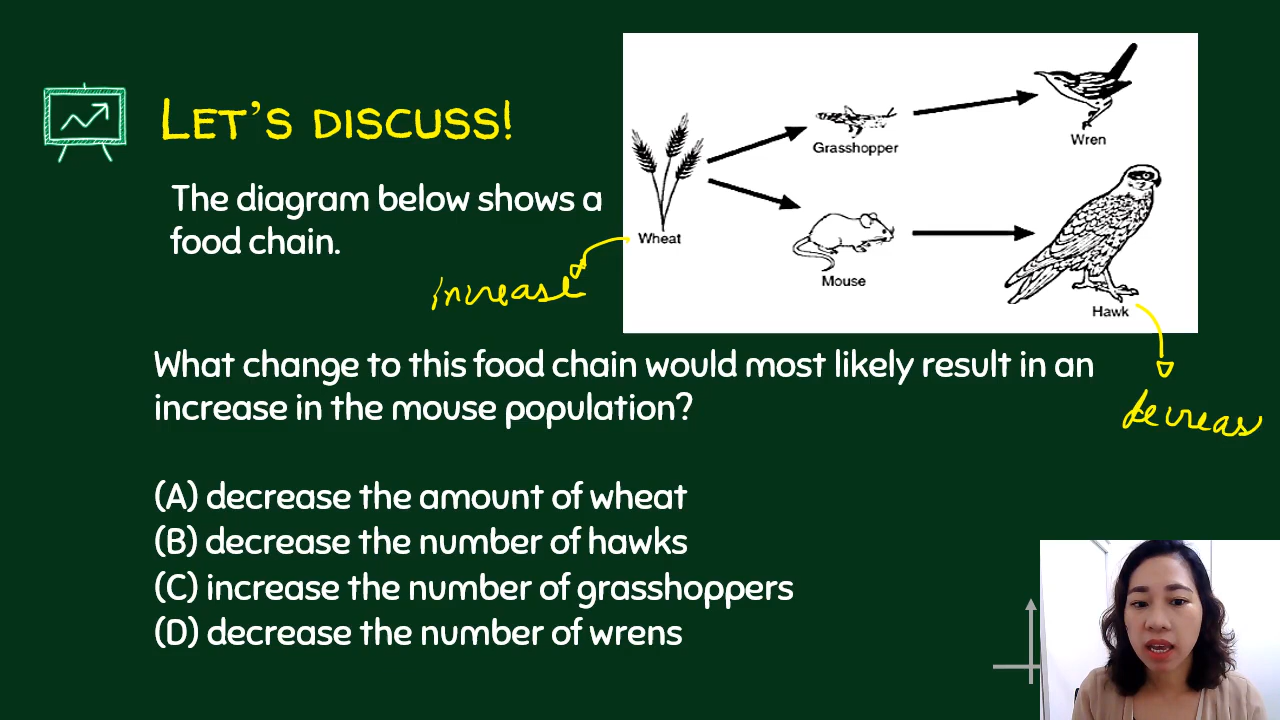 LET'S DISCUSS!
The diagram below shows a
food chain.
Wheat
Grasshopper
Wren
Mouse
Hawk
increase
decreas
What change to this food chain would most likely result in an
increase in the mouse population?
(A) decrease the amount of wheat
(B) decrease the number of hawks
(C) increase the number of grasshoppers
(D) decrease the number of wrens